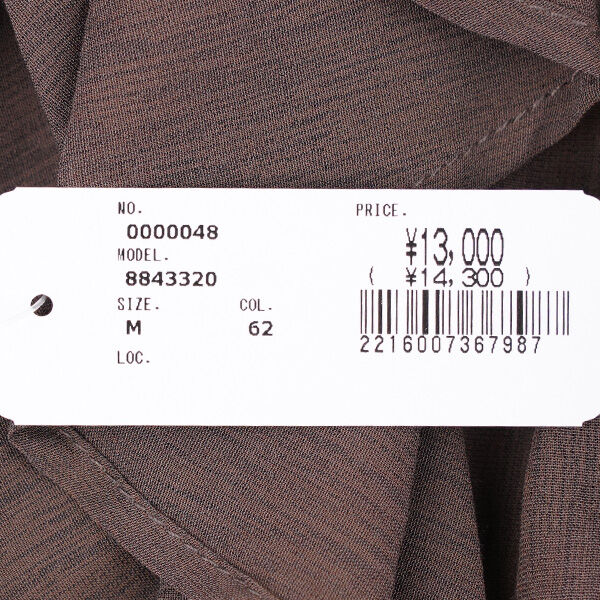 NO.
0000048
MODEL.
8843320
SIZE. COL.
M 62
LOC.
PRICE.
¥13,000
( ¥14,300 )
2216007367987